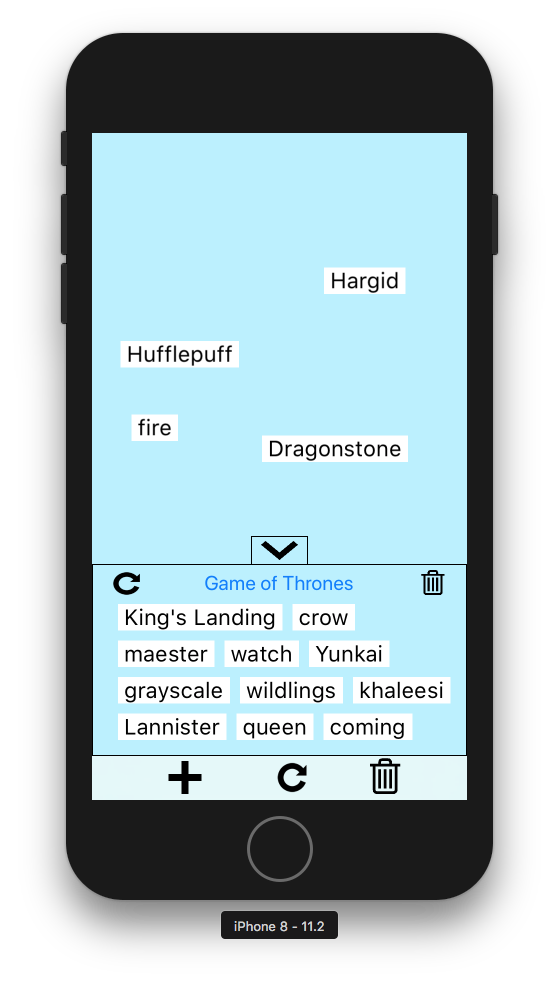 Hargid
Hufflepuff
fire
Dragonstone
Game of Thrones
King's Landing crow
maester watch Yunkai
grayscale wildlings khaleesi
Lannister queen coming
iPhone 8 - 11.2